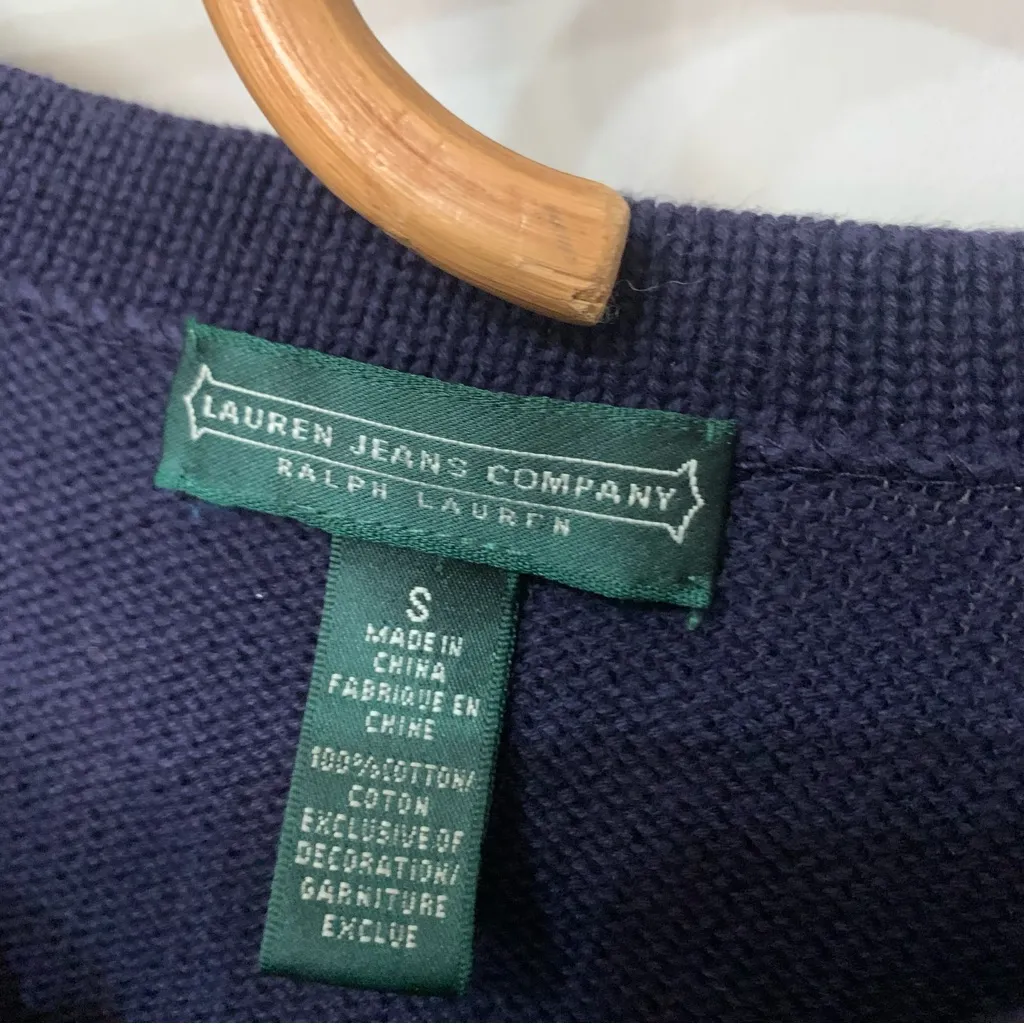 LAUREN JEANS COMPANY
RALPH LAUREN
S
MADE IN
CHINA
FABRIQUE EN
CHINE
100% COTTON/
COTON
EXCLUSIVE OF
DECORATION/
GARNITURE
EXCLUE